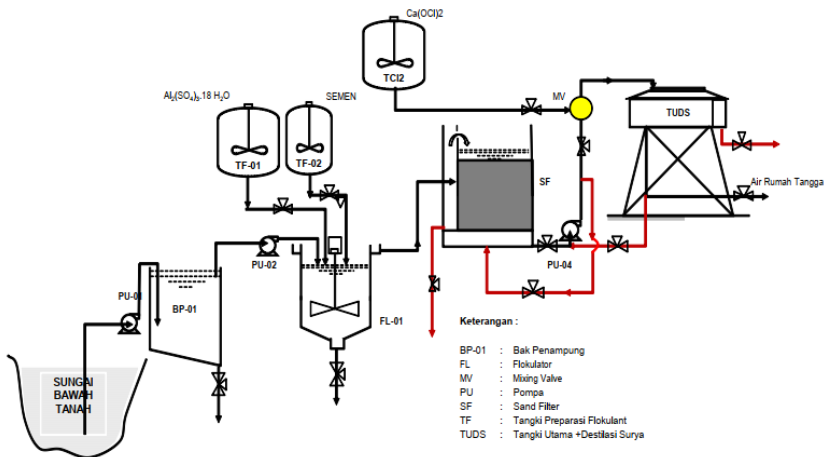 Ca(OCl)2
TCl2
Al2(SO4)3.18 H2O
SEMEN
MV
TUDS
TF-01
TF-02
SF
Air Rumah Tangga
PU-02
PU-04
PU-01
BP-01
FL-01
SUNGAI
BAWAH
TANAH
Keterangan :
BP-01 : Bak Penampung
FL : Flokulator
MV : Mixing Valve
PU : Pompa
SF : Sand Filter
TF : Tangki Preparasi Flokulant
TUDS : Tangki Utama +Destilasi Surya